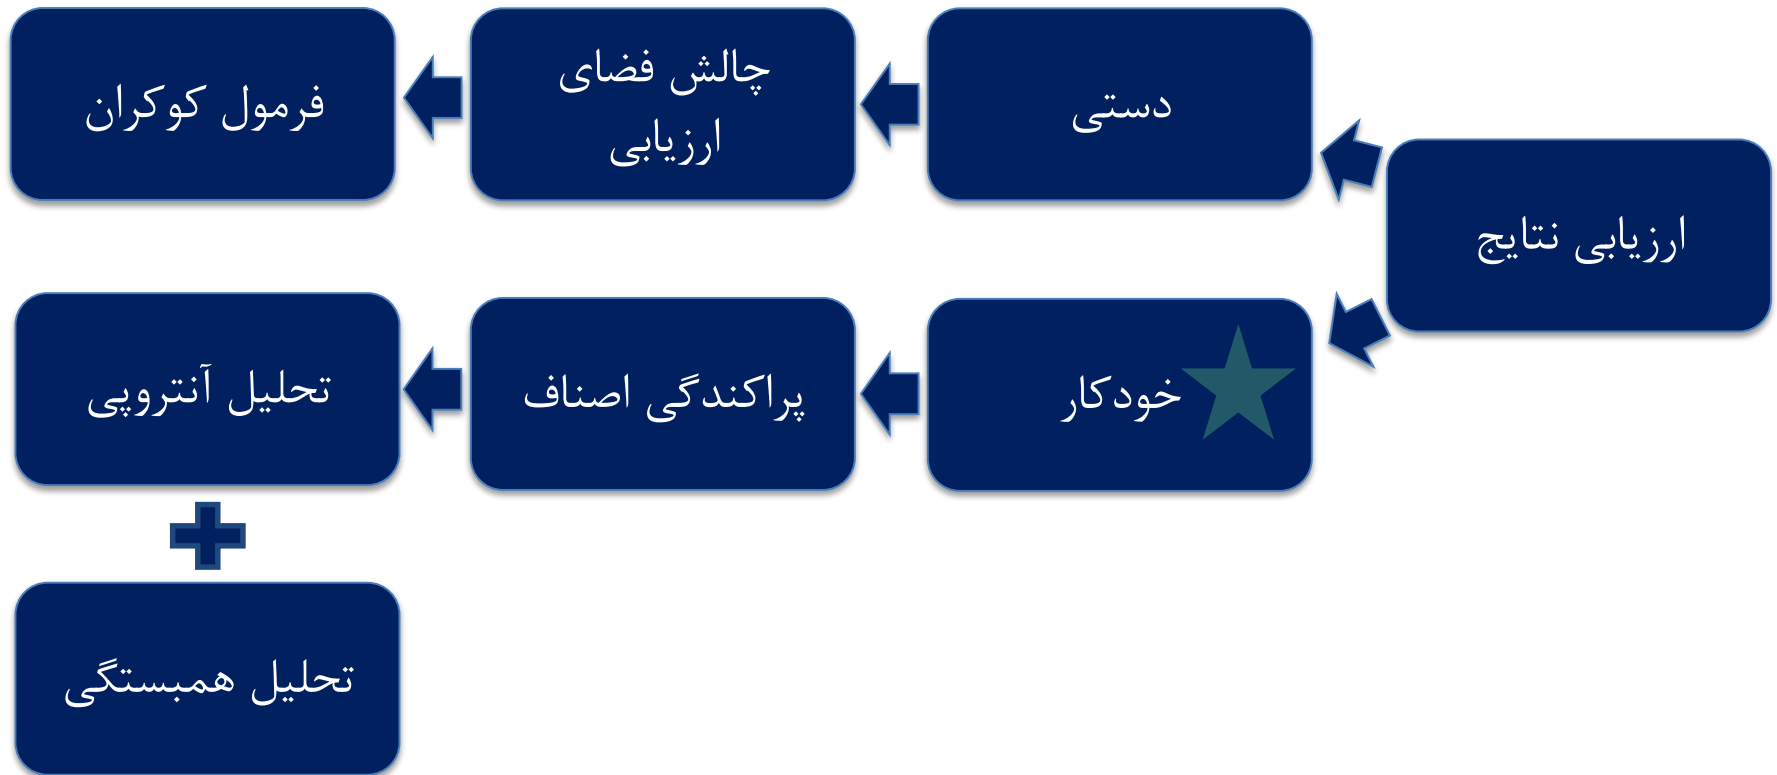 ارزیابی نتایج
دستی
چالش فضای
ارزیابی
فرمول کوکران
خودکار
پراکندگی اصناف
تحلیل آنتروپی
تحلیل همبستگی